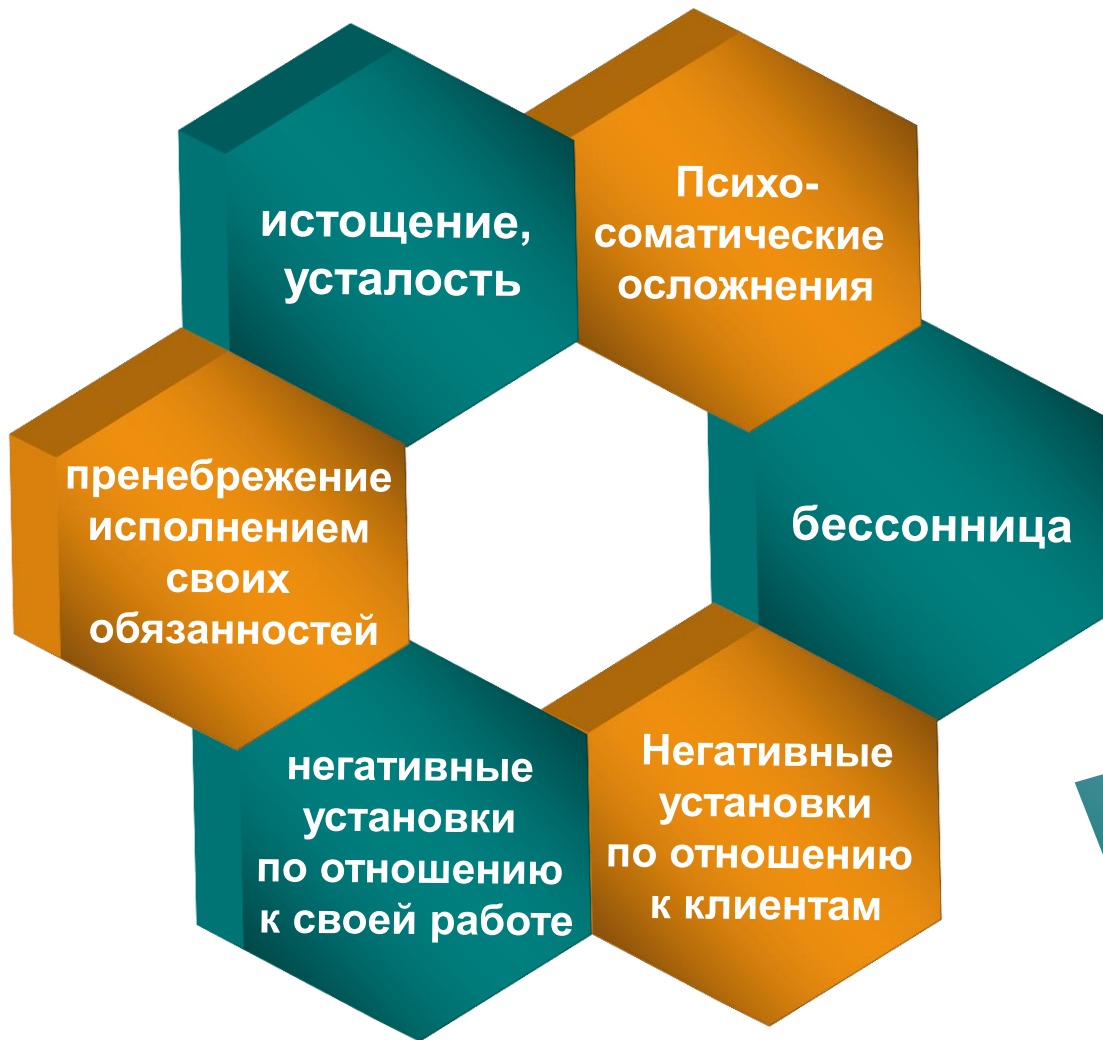 истощение,
усталость
Психо-
соматические
осложнения
бессонница
Негативные
установки
по отношению
к клиентам
негативные
установки
по отношению
к своей работе
пренебрежение
исполнением
своих
обязанностей